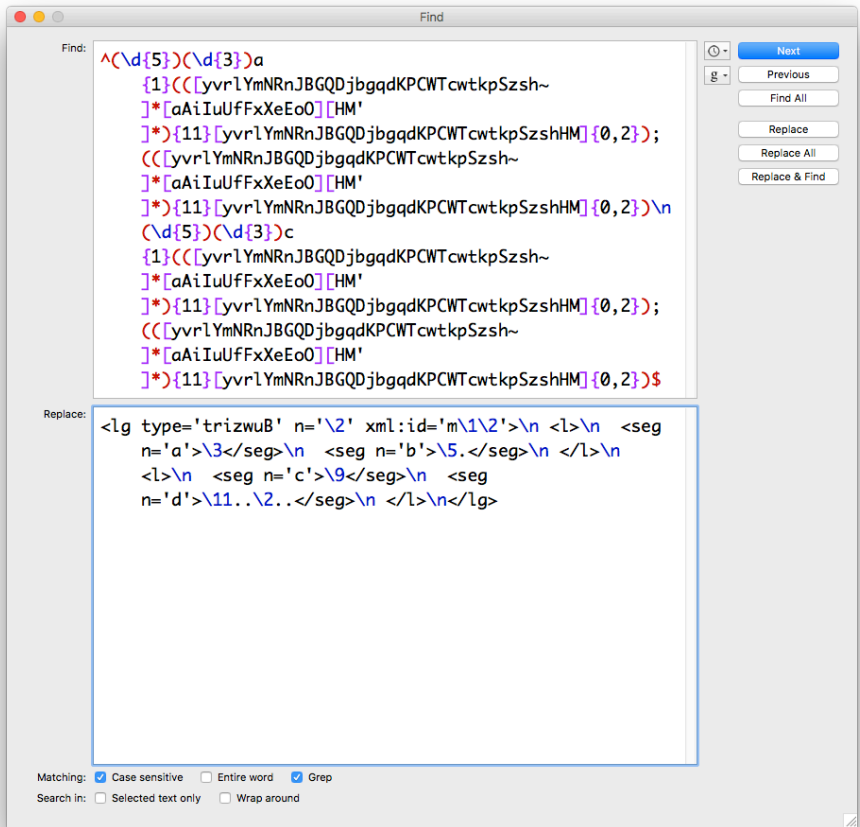 Find
Find:
^(\d{5})(\d{3})a
{1}(([yvrlYmNRnJBGQDjbgqdKPCWTcwtkpSzsh~
]*[aAiIuUfFxXeEoO][HM'
]*){11}[yvrlYmNRnJBGQDjbgqdKPCWTcwtkpSzshHM]{0,2});
(([yvrlYmNRnJBGQDjbgqdKPCWTcwtkpSzsh~
]*[aAiIuUfFxXeEoO][HM'
]*){11}[yvrlYmNRnJBGQDjbgqdKPCWTcwtkpSzshHM]{0,2})\n
(\d{5})(\d{3})c
{1}(([yvrlYmNRnJBGQDjbgqdKPCWTcwtkpSzsh~
]*[aAiIuUfFxXeEoO][HM'
]*){11}[yvrlYmNRnJBGQDjbgqdKPCWTcwtkpSzshHM]{0,2});
(([yvrlYmNRnJBGQDjbgqdKPCWTcwtkpSzsh~
]*[aAiIuUfFxXeEoO][HM'
]*){11}[yvrlYmNRnJBGQDjbgqdKPCWTcwtkpSzshHM]{0,2})$
g
Next
Previous
Find All
Replace
Replace All
Replace & Find
Replace:
<lg type='trizwuB' n='\2' xml:id='m\1\2'>\n <l>\n  <seg
n='a'>\3</seg>\n  <seg n='b'>\5.</seg>\n </l>\n
<l>\n  <seg n='c'>\9</seg>\n  <seg
n='d'>\11..\2..</seg>\n </l>\n</lg>
Matching: Case sensitive Entire word Grep
Search in: Selected text only Wrap around